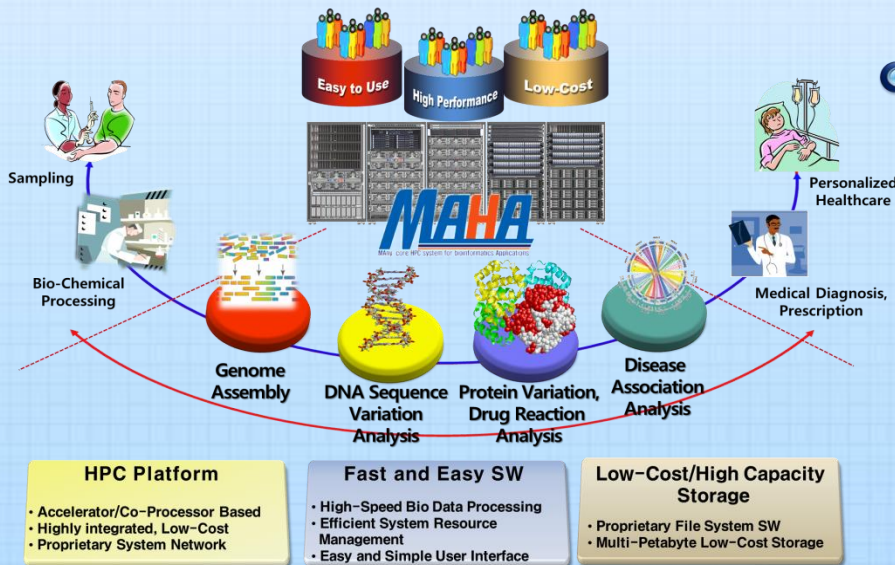 Easy to Use
High Performance
Low-Cost
Sampling
Personalized
Healthcare
MAHA
MAny-core HPC system for bioinformatics Applications
Bio-Chemical
Processing
Medical Diagnosis,
Prescription
Genome
Assembly
DNA Sequence
Variation
Analysis
Protein Variation,
Drug Reaction
Analysis
Disease
Association
Analysis
HPC Platform
• Accelerator/Co-Processor Based
• Highly integrated, Low-Cost
• Proprietary System Network
Fast and Easy SW
• High-Speed Bio Data Processing
• Efficient System Resource
Management
• Easy and Simple User Interface
Low-Cost/High Capacity
Storage
• Proprietary File System SW
• Multi-Petabyte Low-Cost Storage